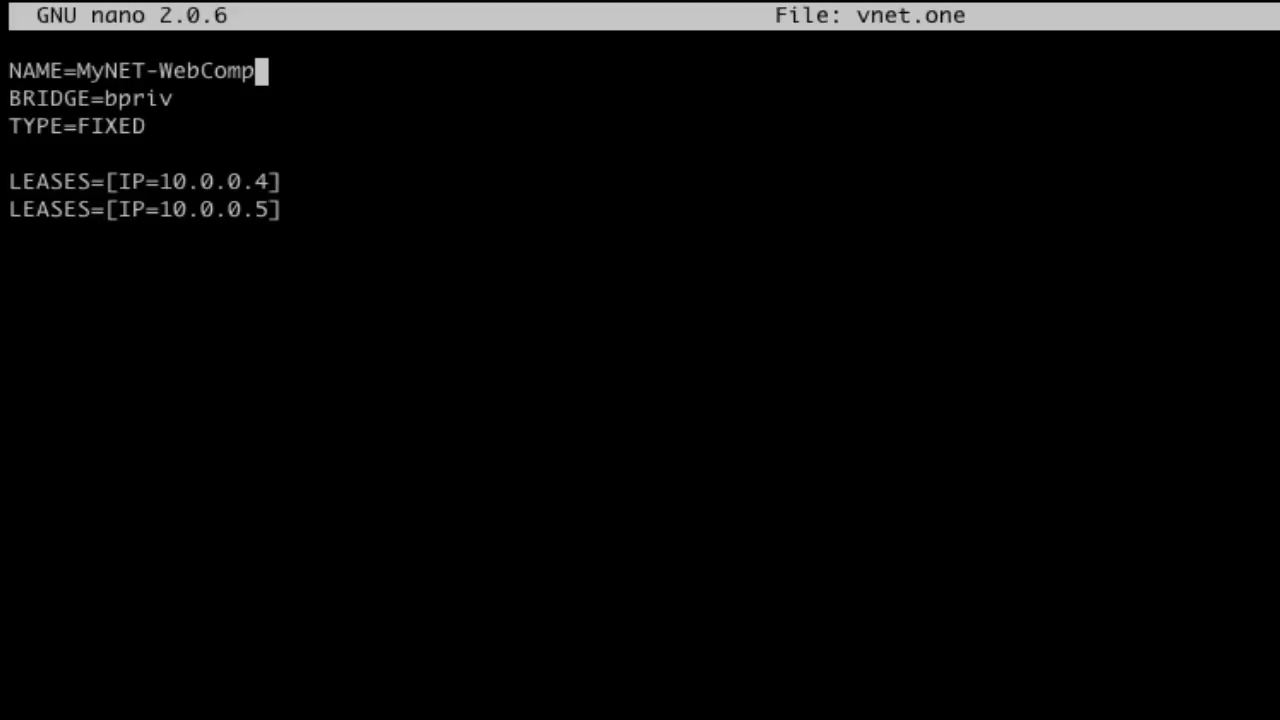 GNU nano 2.0.6 File: vnet.one
NAME=MyNET-WebComp
BRIDGE=bpriv
TYPE=FIXED
LEASES=[IP=10.0.0.4]
LEASES=[IP=10.0.0.5]